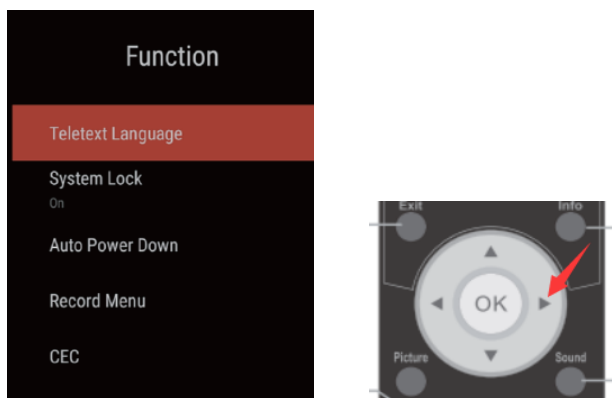 Function
Teletext Language
System Lock
On
Auto Power Down
Record Menu
CEC
Exit
Info
OK
Picture
Sound